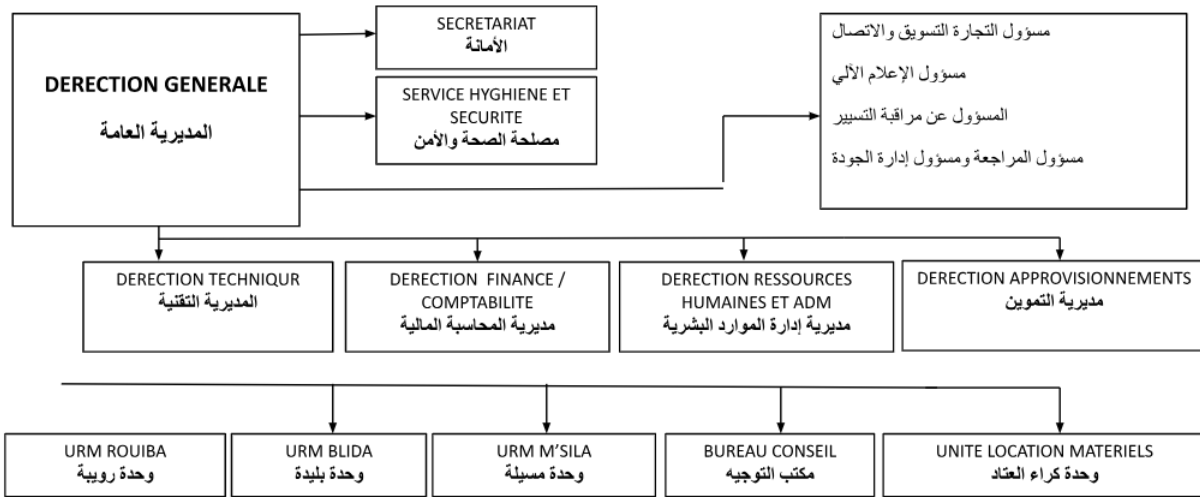 DERECTION GENERALE
المديرية العامة
SECRETARIAT
الأمانة
SERVICE HYGHIENE ET
SECURITE
مصلحة الصحة والأمن
مسؤول التجارة التسويق والاتصال
مسؤول الإعلام الآلي
المسؤول عن مراقبة التسيير
مسؤول المراجعة ومسؤول إدارة الجودة
DERECTION TECHNIQUR
المديرية التقنية
DERECTION FINANCE /
COMPTABILITE
مديرية المحاسبة المالية
DERECTION RESSOURCES
HUMAINES ET ADM
مديرية إدارة الموارد البشرية
DERECTION APPROVISIONNEMENTS
مديرية التموين
URM ROUIBA
وحدة رويبة
URM BLIDA
وحدة بليدة
URM M'SILA
وحدة مسيلة
BUREAU CONSEIL
مكتب التوجيه
UNITE LOCATION MATERIELS
وحدة كراء العتاد